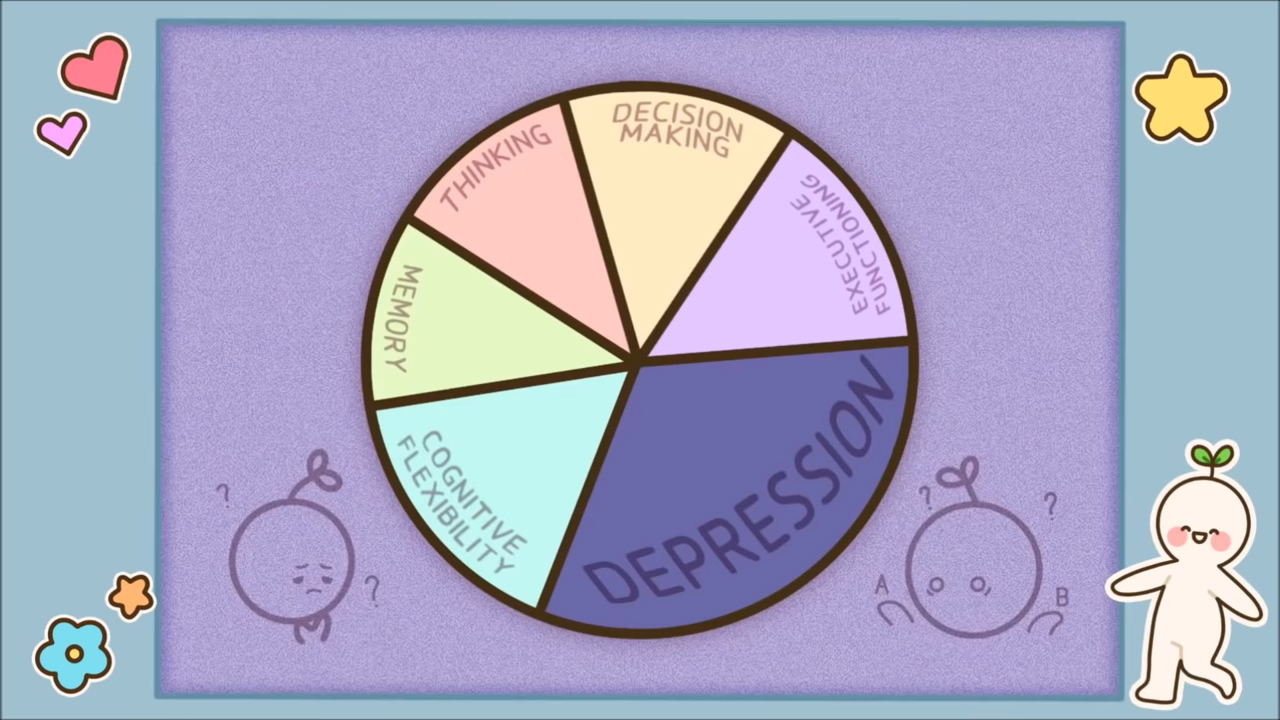 DECISION
MAKING
THINKING
EXECUTIVE
FUNCTIONING
MEMORY
COGNITIVE
FLEXIBILITY
DEPRESSION
?
?
?
?
A
B